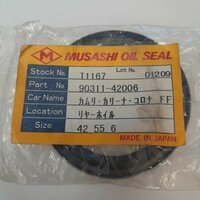 MUSASHI OIL SEAL
Stock No. T1167 Lot No. 01209
Part No. 90311-42006
Car Name カムリ・カリーナ・コロナ FF
Location リヤーホイル
Size 42 55 6
MADE IN JAPAN